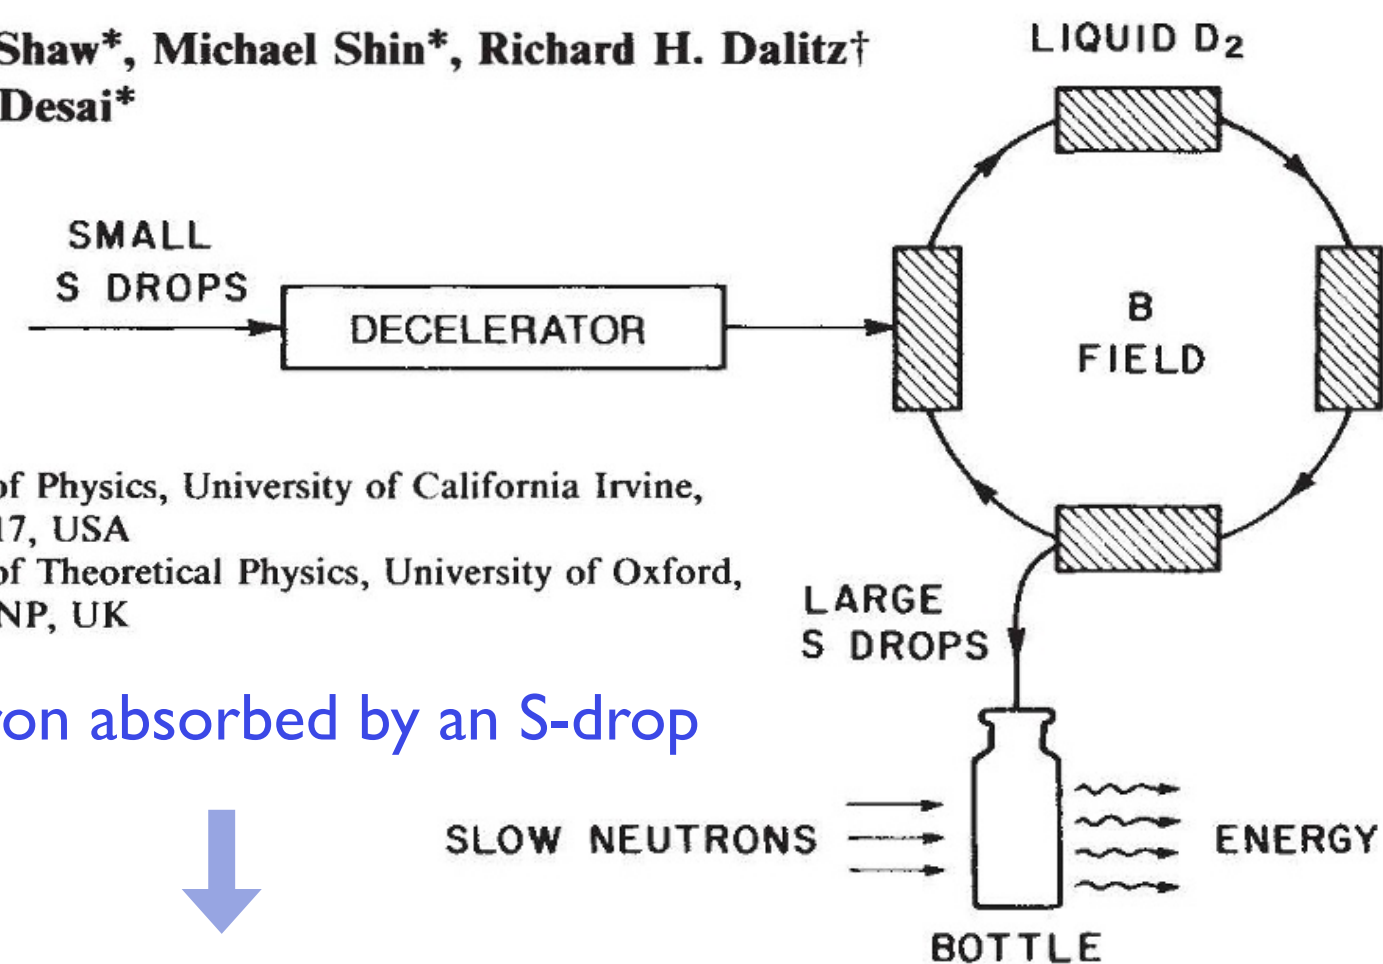 Shaw*, Michael Shin*, Richard H. Dalitz†
Desai*
LIQUID D₂
SMALL
S DROPS
DECELERATOR
B
FIELD
of Physics, University of California Irvine,
17, USA
of Theoretical Physics, University of Oxford,
NP, UK
LARGE
S DROPS
ron absorbed by an S-drop
SLOW NEUTRONS
ENERGY
BOTTLE